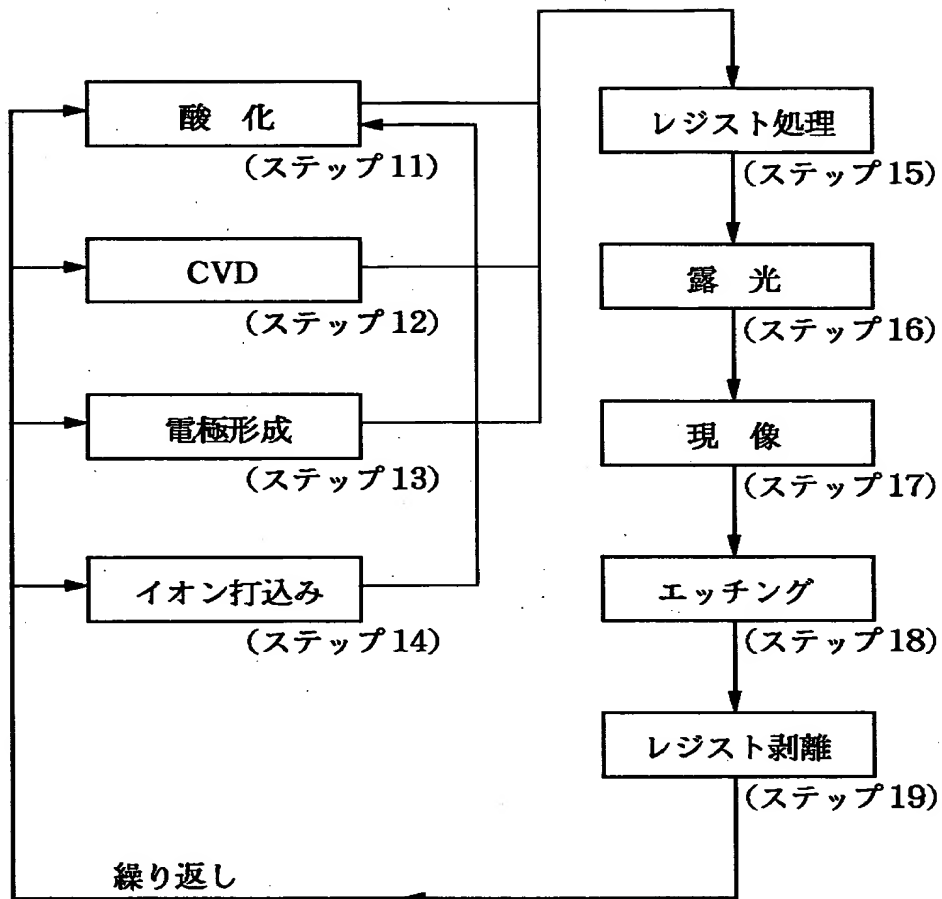 酸化
(ステップ11)
CVD
(ステップ12)
電極形成
(ステップ13)
イオン打込み
(ステップ14)
レジスト処理
(ステップ15)
露光
(ステップ16)
現像
(ステップ17)
エッチング
(ステップ18)
レジスト剥離
(ステップ19)
繰り返し